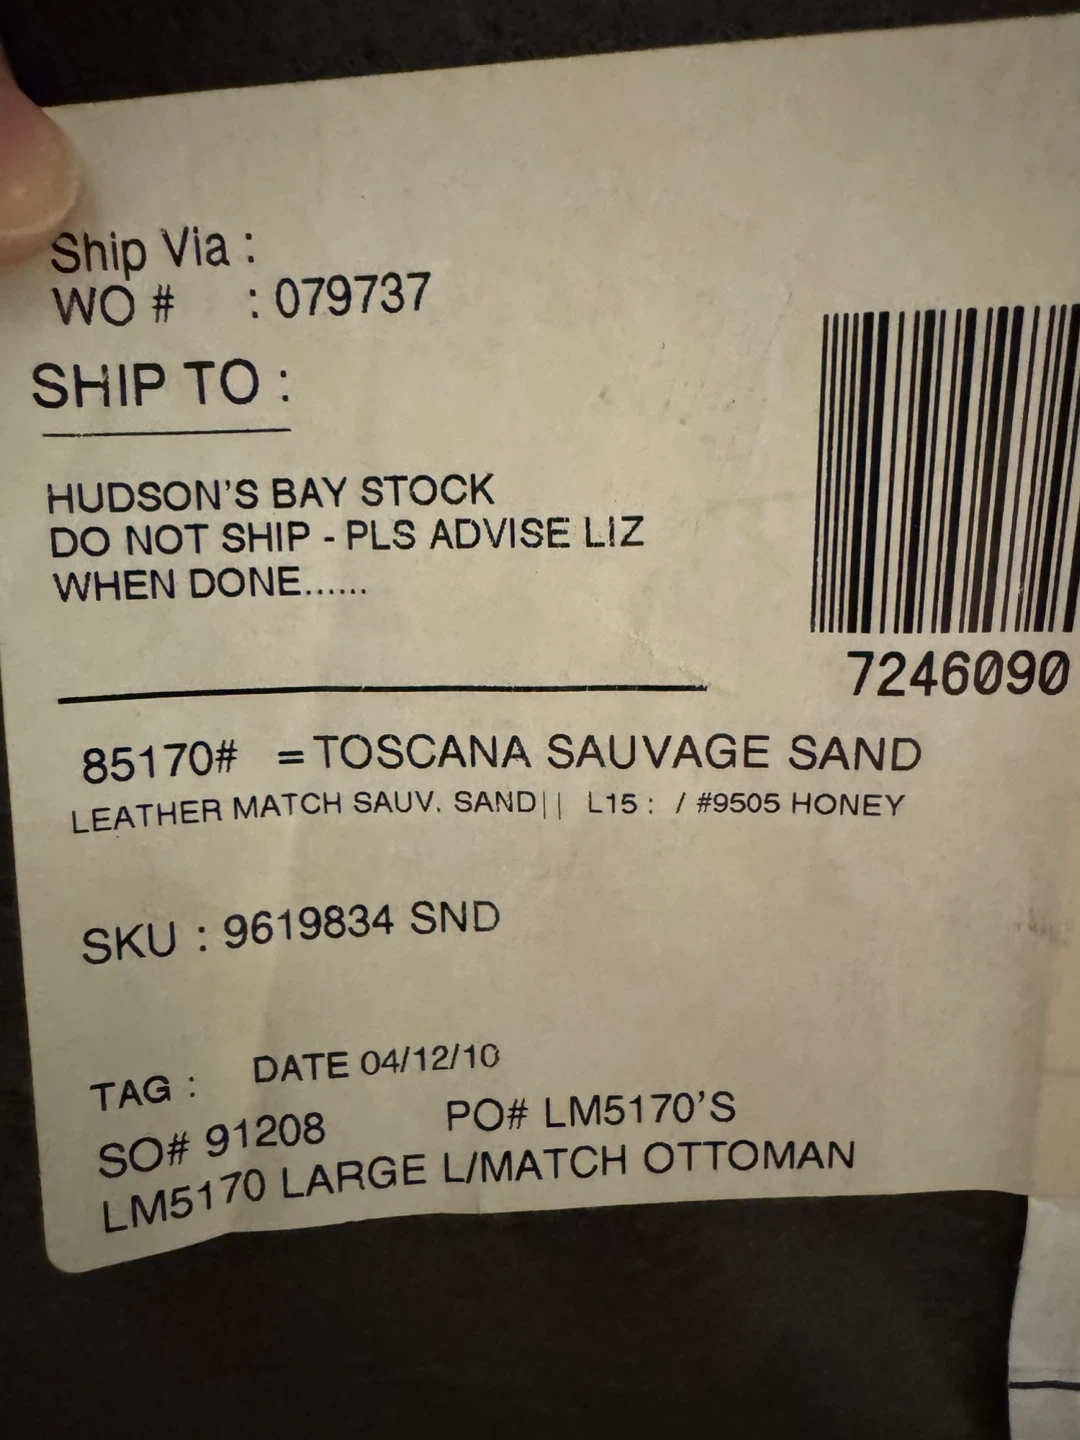 Ship Via :
WO # : 079737
SHIP TO :
HUDSON'S BAY STOCK
DO NOT SHIP - PLS ADVISE LIZ
WHEN DONE......
7246090
85170# = TOSCANA SAUVAGE SAND
LEATHER MATCH SAUV. SAND|| L15 : / #9505 HONEY
SKU : 9619834 SND
TAG : DATE 04/12/10
SO# 91208 PO# LM5170'S
LM5170 LARGE L/MATCH OTTOMAN